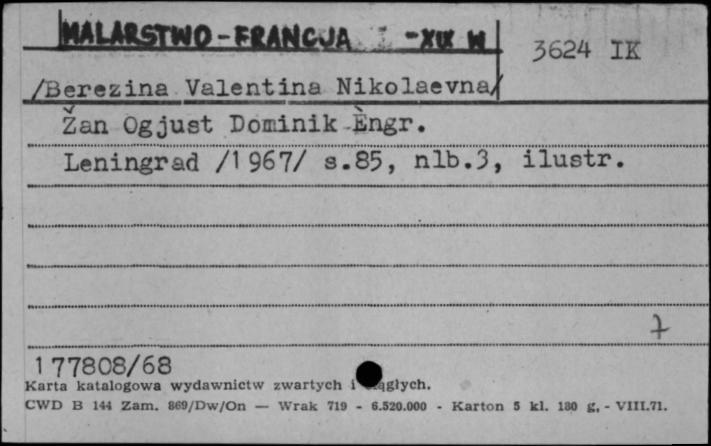 MALARSTWO-FRANCJA -XIX W
3624 IK
/Berezina Valentina Nikolaevna/
Žan Ogjust Dominik Èngr.
Leningrad /1967/ s.85, nlb.3, ilustr.
7
177808/68
Karta katalogowa wydawnictw zwartych i ciągłych.
CWD B 144 Zam. 869/Dw/On — Wrak 719 - 6.520.000 - Karton 5 kl. 180 g, - VIII.71.